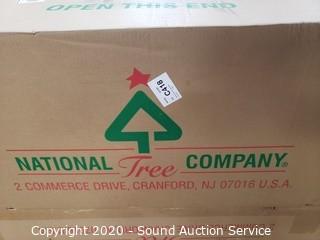 OPEN THIS END
C418
NATIONAL Tree COMPANY®
2 COMMERCE DRIVE, CRANFORD, NJ 07016 U.S.A.
Copyright 2020 - Sound Auction Service